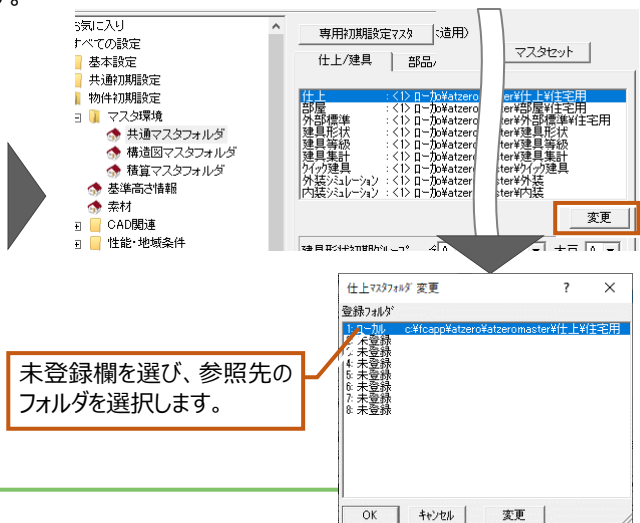 す。
お気に入り
すべての設定
基本設定
共通初期設定
物件初期設定
マスタ環境
共通マスタフォルダ
構造図マスタフォルダ
積算マスタフォルダ
基準高さ情報
素材
CAD関連
性能・地域条件
専用初期設定マスタ
造用)
仕上/建具
部品
マスタセット
仕上 :<1> ローカル¥atzero ster¥仕上¥住宅用
部屋 :<1> ローカル¥atzero ster¥部屋¥住宅用
外部標準 :<1> ローカル¥atzero ster¥外部標準¥住宅用
建具形状 :<1> ローカル¥atzero ster¥建具形状
建具等級 :<1> ローカル¥atzero ster¥建具等級
建具集計 :<1> ローカル¥atzero ster¥建具集計
クイック建具 :<1> ローカル¥atzero ster¥クイック建具
外装シミュレーション :<1> ローカル¥atzero ster¥外装
内装シミュレーション :<1> ローカル¥atzero ster¥内装
変更
仕上マスタフォルダ 変更 ? ×
登録フォルダ
1: ローカル c:¥fcapp¥atzero¥atzeromaster¥仕上¥住宅用
未登録
未登録
4: 未登録
5: 未登録
6: 未登録
7: 未登録
8: 未登録
未登録欄を選び、参照先の
フォルダを選択します。
OK キャンセル 変更